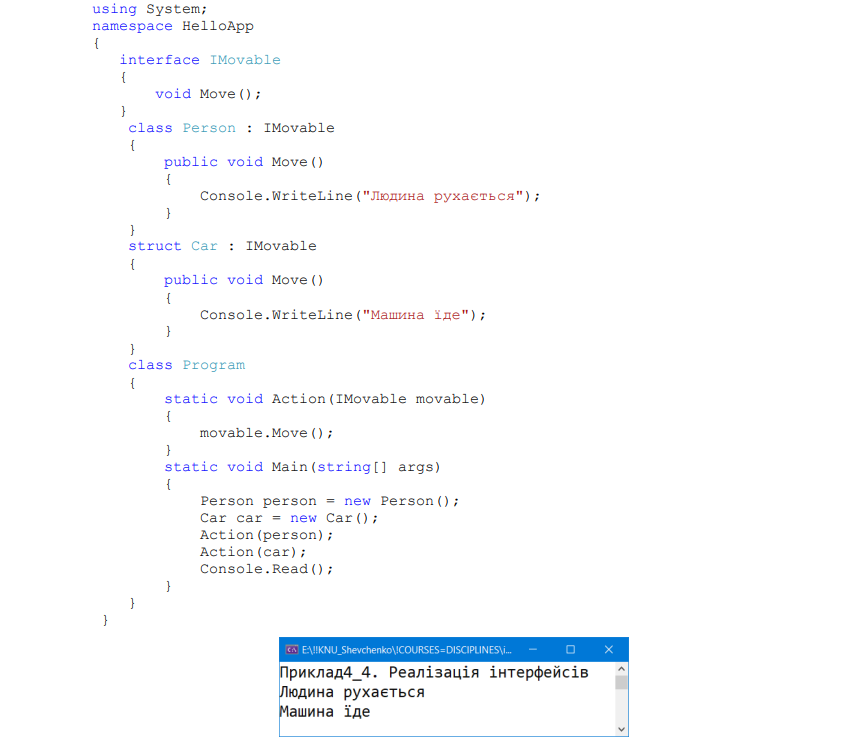 using System;
namespace HelloApp
{
interface IMovable
{
void Move();
}
class Person : IMovable
{
public void Move()
{
Console.WriteLine("Людина рухається");
}
}
struct Car : IMovable
{
public void Move()
{
Console.WriteLine("Машина їде");
}
}
class Program
{
static void Action(IMovable movable)
{
movable.Move();
}
static void Main(string[] args)
{
Person person = new Person();
Car car = new Car();
Action(person);
Action(car);
Console.Read();
}
}
}
E:\!!KNU_Shevchenko\!COURSES=DISCIPLINES\i...
Приклад4_4. Реалізація інтерфейсів
Людина рухається
Машина їде